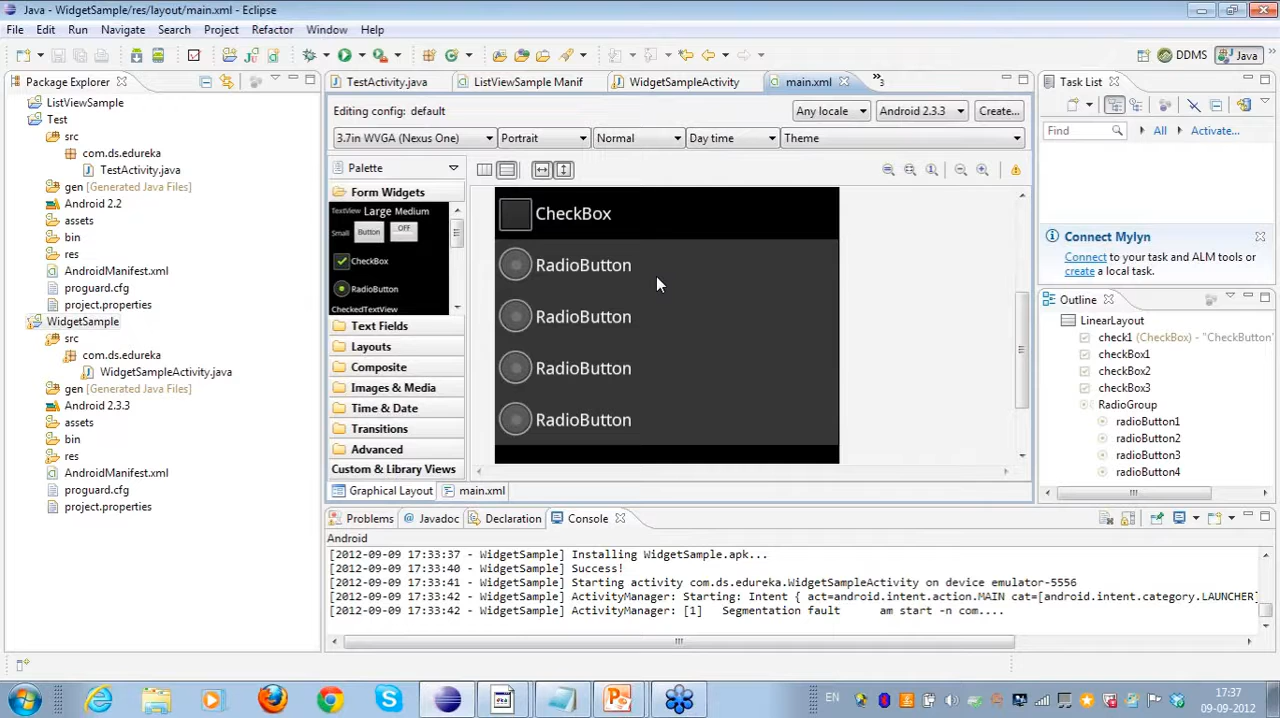 Java - WidgetSample/res/layout/main.xml - Eclipse
File Edit Run Navigate Search Project Refactor Window Help
DDMS Java
Package Explorer
ListViewSample
Test
src
com.ds.edureka
TestActivity.java
gen [Generated Java Files]
Android 2.2
assets
bin
res
AndroidManifest.xml
proguard.cfg
project.properties
WidgetSample
src
com.ds.edureka
WidgetSampleActivity.java
gen [Generated Java Files]
Android 2.3.3
assets
bin
res
AndroidManifest.xml
proguard.cfg
project.properties
TestActivity.java ListViewSample Manif WidgetSampleActivity main.xml 3
Editing config: default Any locale Android 2.3.3 Create...
3.7in WVGA (Nexus One) Portrait Normal Day time Theme
Palette
Form Widgets
TextView Large Medium
Small Button OFF
CheckBox
RadioButton
CheckedTextView
Text Fields
Layouts
Composite
Images & Media
Time & Date
Transitions
Advanced
Custom & Library Views
CheckBox
RadioButton
RadioButton
RadioButton
RadioButton
Graphical Layout main.xml
Task List
Find All Activate...
Connect Mylyn
Connect to your task and ALM tools or
create a local task.
Outline
LinearLayout
check1 (CheckBox) - "CheckButton"
checkBox1
checkBox2
checkBox3
RadioGroup
radioButton1
radioButton2
radioButton3
radioButton4
Problems @ Javadoc Declaration Console
Android
[2012-09-09 17:33:37 - WidgetSample] Installing WidgetSample.apk...
[2012-09-09 17:33:40 - WidgetSample] Success!
[2012-09-09 17:33:41 - WidgetSample] Starting activity com.ds.edureka.WidgetSampleActivity on device emulator-5556
[2012-09-09 17:33:42 - WidgetSample] ActivityManager: Starting: Intent { act=android.intent.action.MAIN cat=[android.intent.category.LAUNCHER]
[2012-09-09 17:33:42 - WidgetSample] ActivityManager: [1] Segmentation fault am start -n com....
EN 17:37
09-09-2012